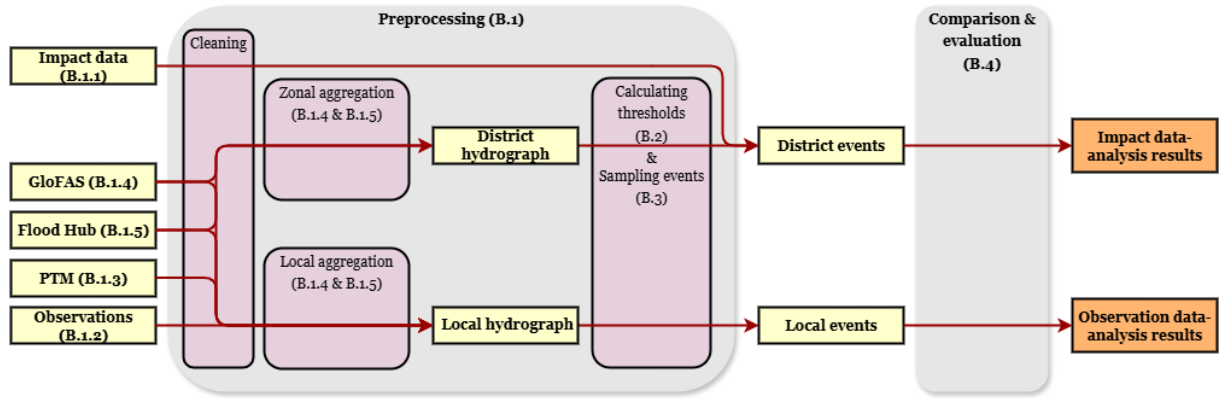 Preprocessing (B.1)
Comparison &
evaluation
(B.4)
Cleaning
Impact data
(B.1.1)
Zonal aggregation
(B.1.4 & B.1.5)
Calculating
thresholds
(B.2)
&
Sampling events
(B.3)
District
hydrograph
District events
Impact data-
analysis results
GloFAS (B.1.4)
Flood Hub (B.1.5)
PTM (B.1.3)
Observations
(B.1.2)
Local aggregation
(B.1.4 & B.1.5)
Local hydrograph
Local events
Observation data-
analysis results